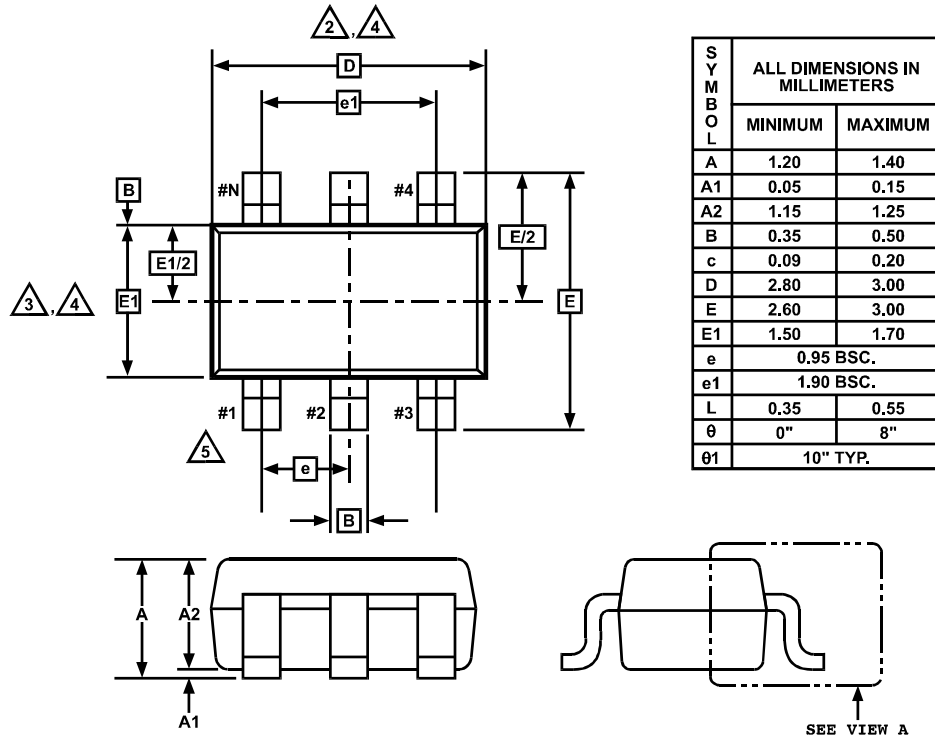 2 , 4
D
e1
#N
#4
B
E1/2
E/2
3 , 4
E1
E
#1
#2
#3
5
e
B
A
A2
A1
SEE VIEW A
SYMBOL
ALL DIMENSIONS IN
MILLIMETERS
MINIMUM MAXIMUM
A 1.20 1.40
A1 0.05 0.15
A2 1.15 1.25
B 0.35 0.50
c 0.09 0.20
D 2.80 3.00
E 2.60 3.00
E1 1.50 1.70
e 0.95 BSC.
e1 1.90 BSC.
L 0.35 0.55
θ 0" 8"
θ1 10" TYP.